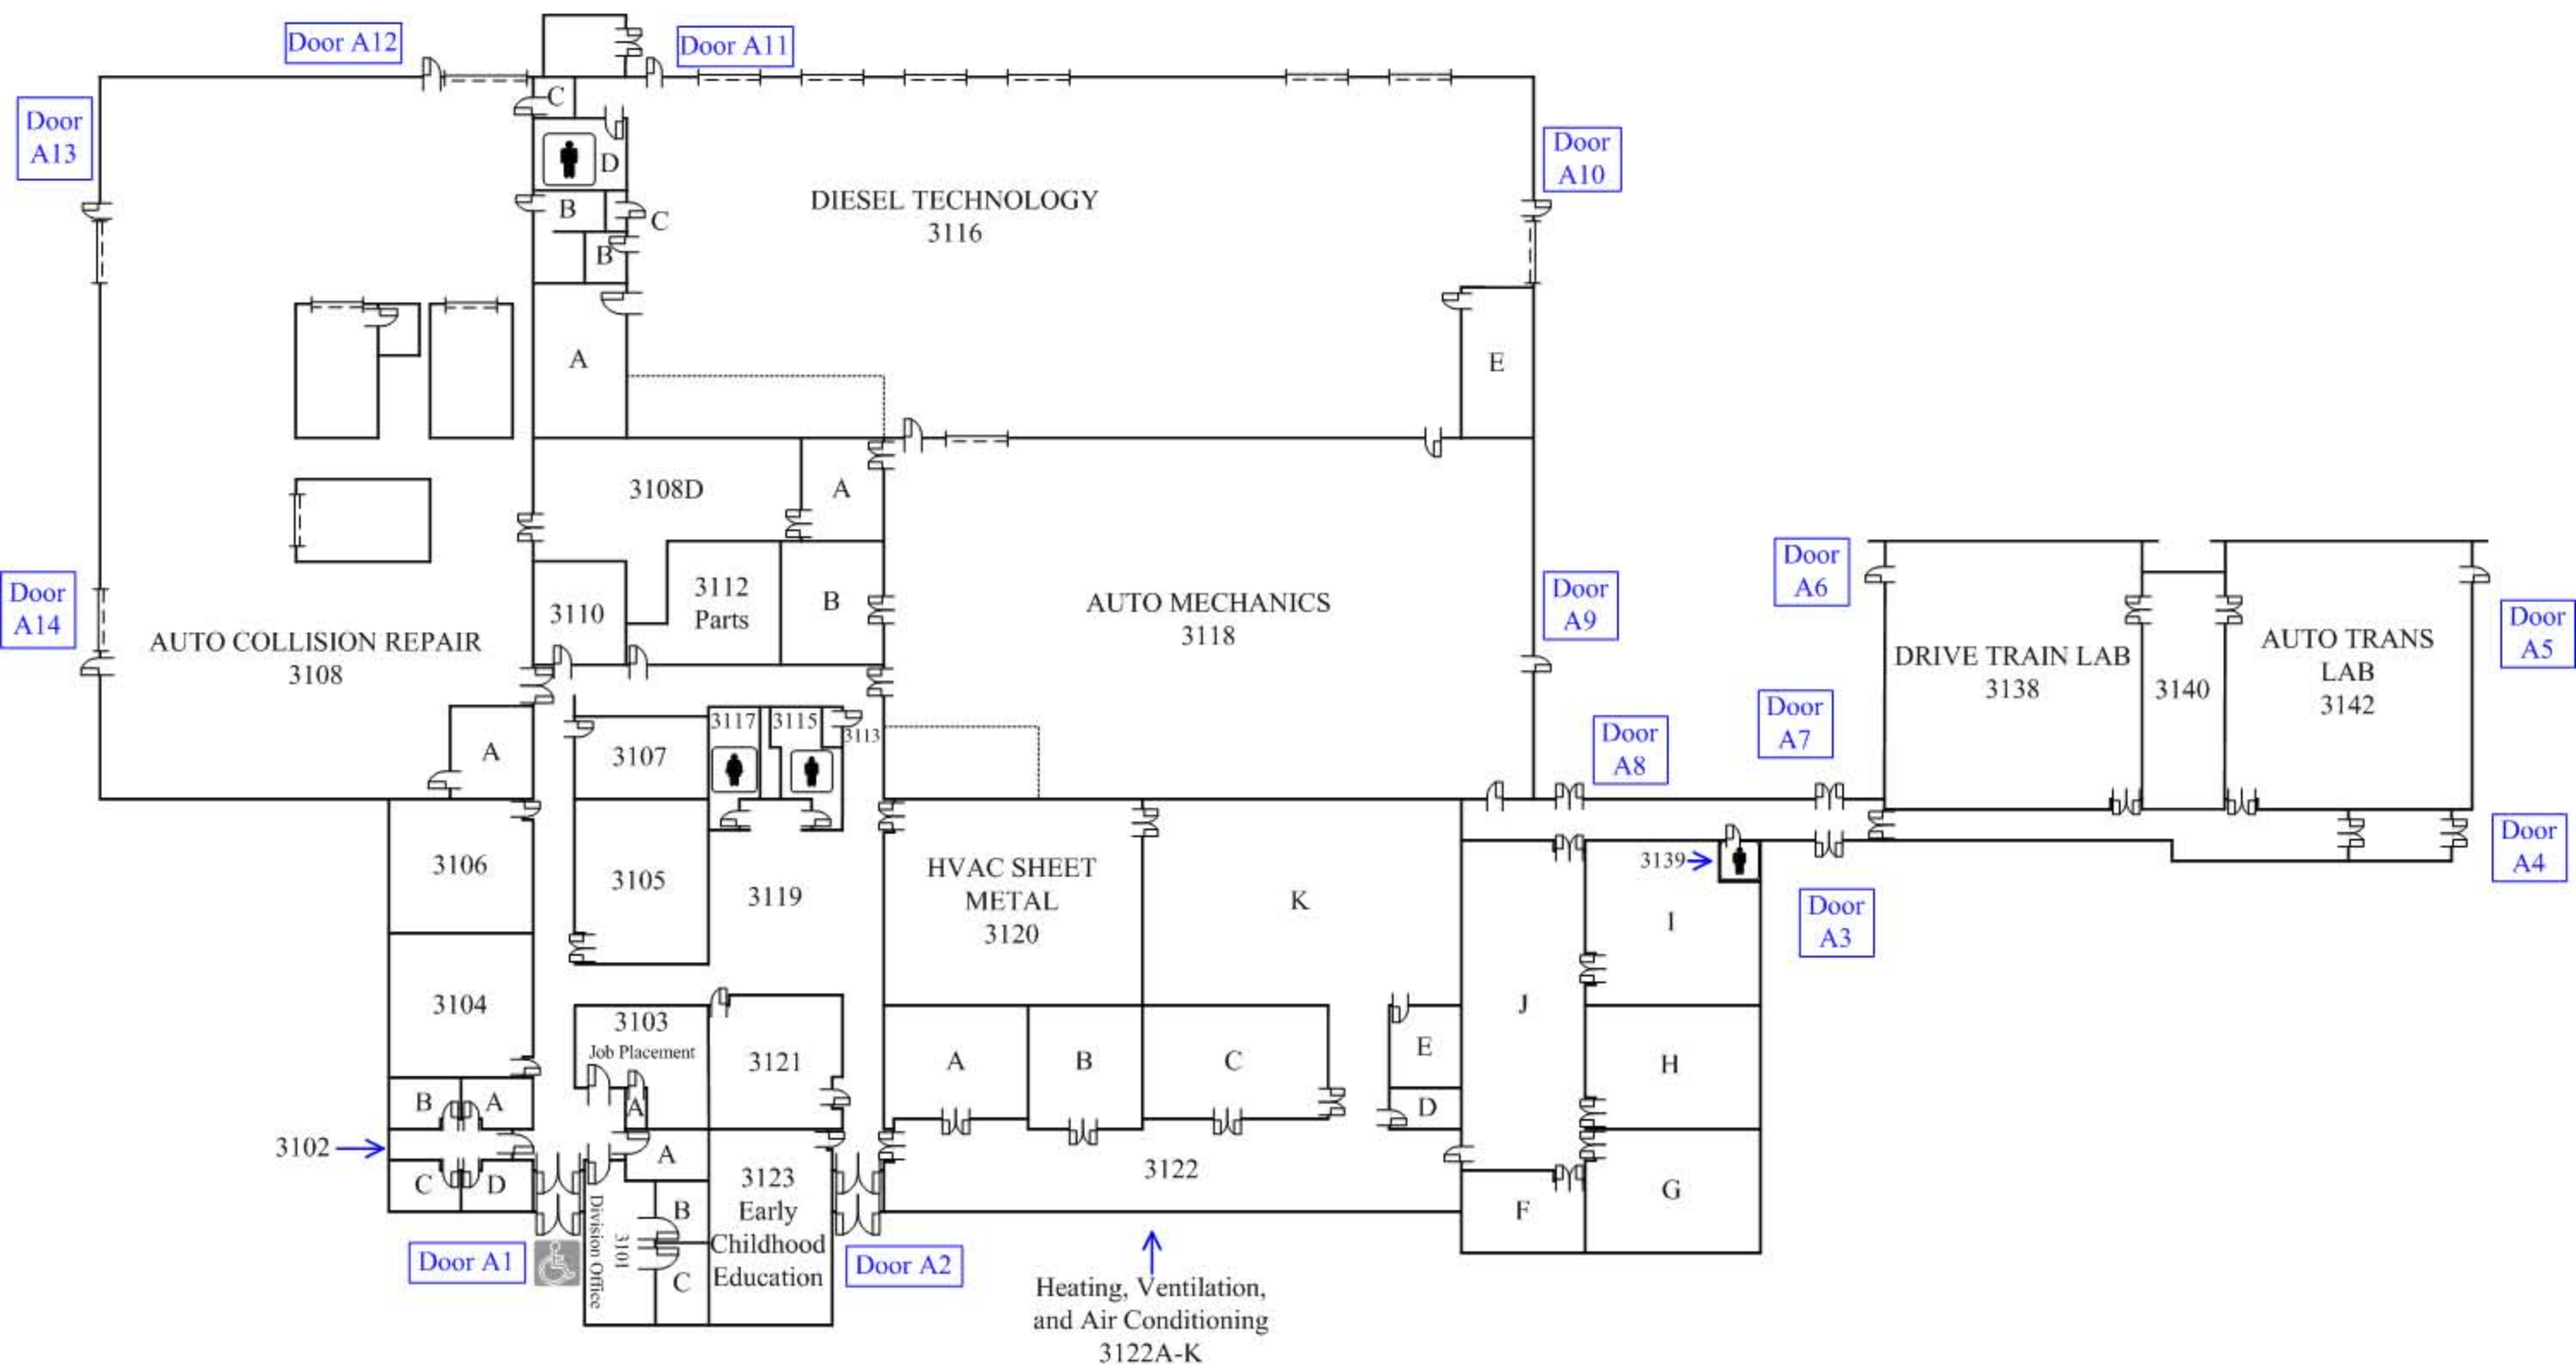 Door A12
Door A11
C
Door
A13
D
Door
A10
B
C
DIESEL TECHNOLOGY
3116
B
A
E
3108D
A
Door
A6
Door
A14
3110
3112
Parts
B
AUTO MECHANICS
3118
Door
A9
Door
A5
AUTO COLLISION REPAIR
3108
DRIVE TRAIN LAB
3138
3140
AUTO TRANS
LAB
3142
A
3107
3117
3115
3113
Door
A8
Door
A7
3106
3105
3119
HVAC SHEET
METAL
3120
K
3139
I
Door
A3
Door
A4
3104
3103
Job Placement
3121
A
B
C
E
J
H
B
A
A
D
3102
C
D
A
3123
Early
Childhood
Education
3122
F
G
B
C
Division Office
3101
Door A1
Door A2
Heating, Ventilation,
and Air Conditioning
3122A-K